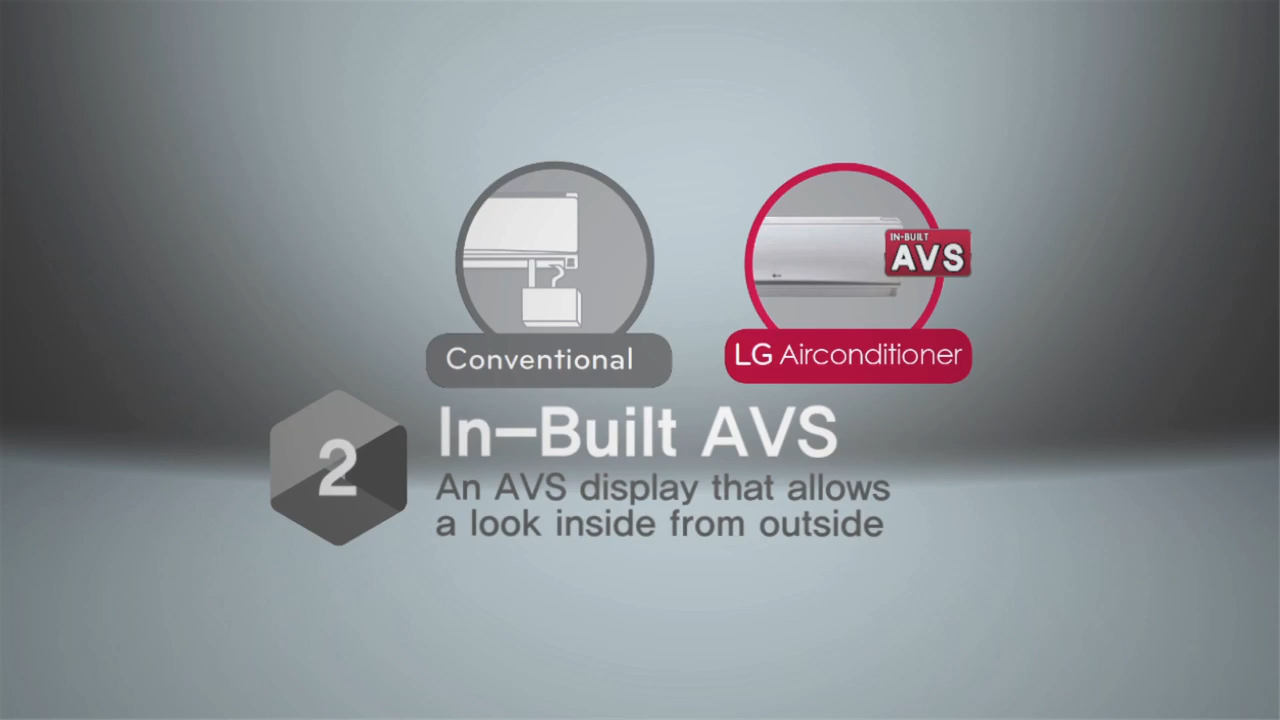 IN-BUILT
AVS
Conventional
LG Airconditioner
2
In-Built AVS
An AVS display that allows
a look inside from outside